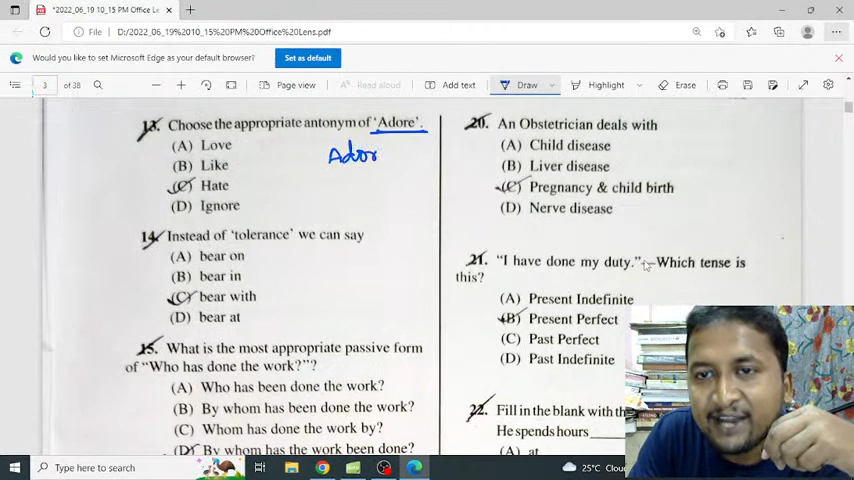 *2022_06_19%2010_15 PM Office Le
File
D:/2022_06_19%2010_15%20PM%20Office%20Lens.pdf
Would you like to set Microsoft Edge as your default browser?
Set as default
3
of 38
Page view
Read aloud
Add text
Draw
Highlight
Erase
13. Choose the appropriate antonym of 'Adore'.
(A) Love
(B) Like
(C) Hate
(D) Ignore
Ador
14. Instead of 'tolerance' we can say
(A) bear on
(B) bear in
(C) bear with
(D) bear at
15. What is the most appropriate passive form
of "Who has done the work?"?
(A) Who has been done the work?
(B) By whom has been done the work?
(C) Whom has done the work by?
(D) By whom has the work been done?
20. An Obstetrician deals with
(A) Child disease
(B) Liver disease
(C) Pregnancy & child birth
(D) Nerve disease
21. "I have done my duty."—Which tense is
this?
(A) Present Indefinite
(B) Present Perfect
(C) Past Perfect
(D) Past Indefinite
22. Fill in the blank with th
He spends hours ____
(A) at
Type here to search
25°C Clou